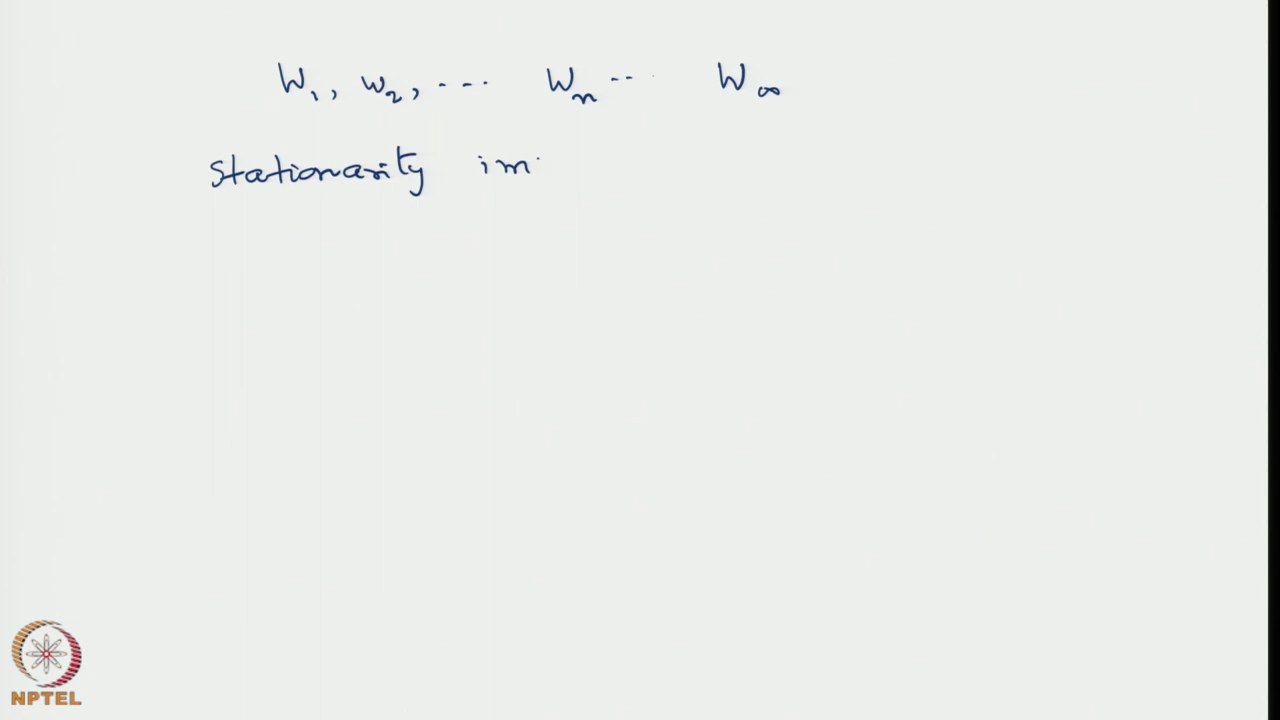 W₁, W₂, --- Wₙ -- W∞
Stationarity im
NPTEL